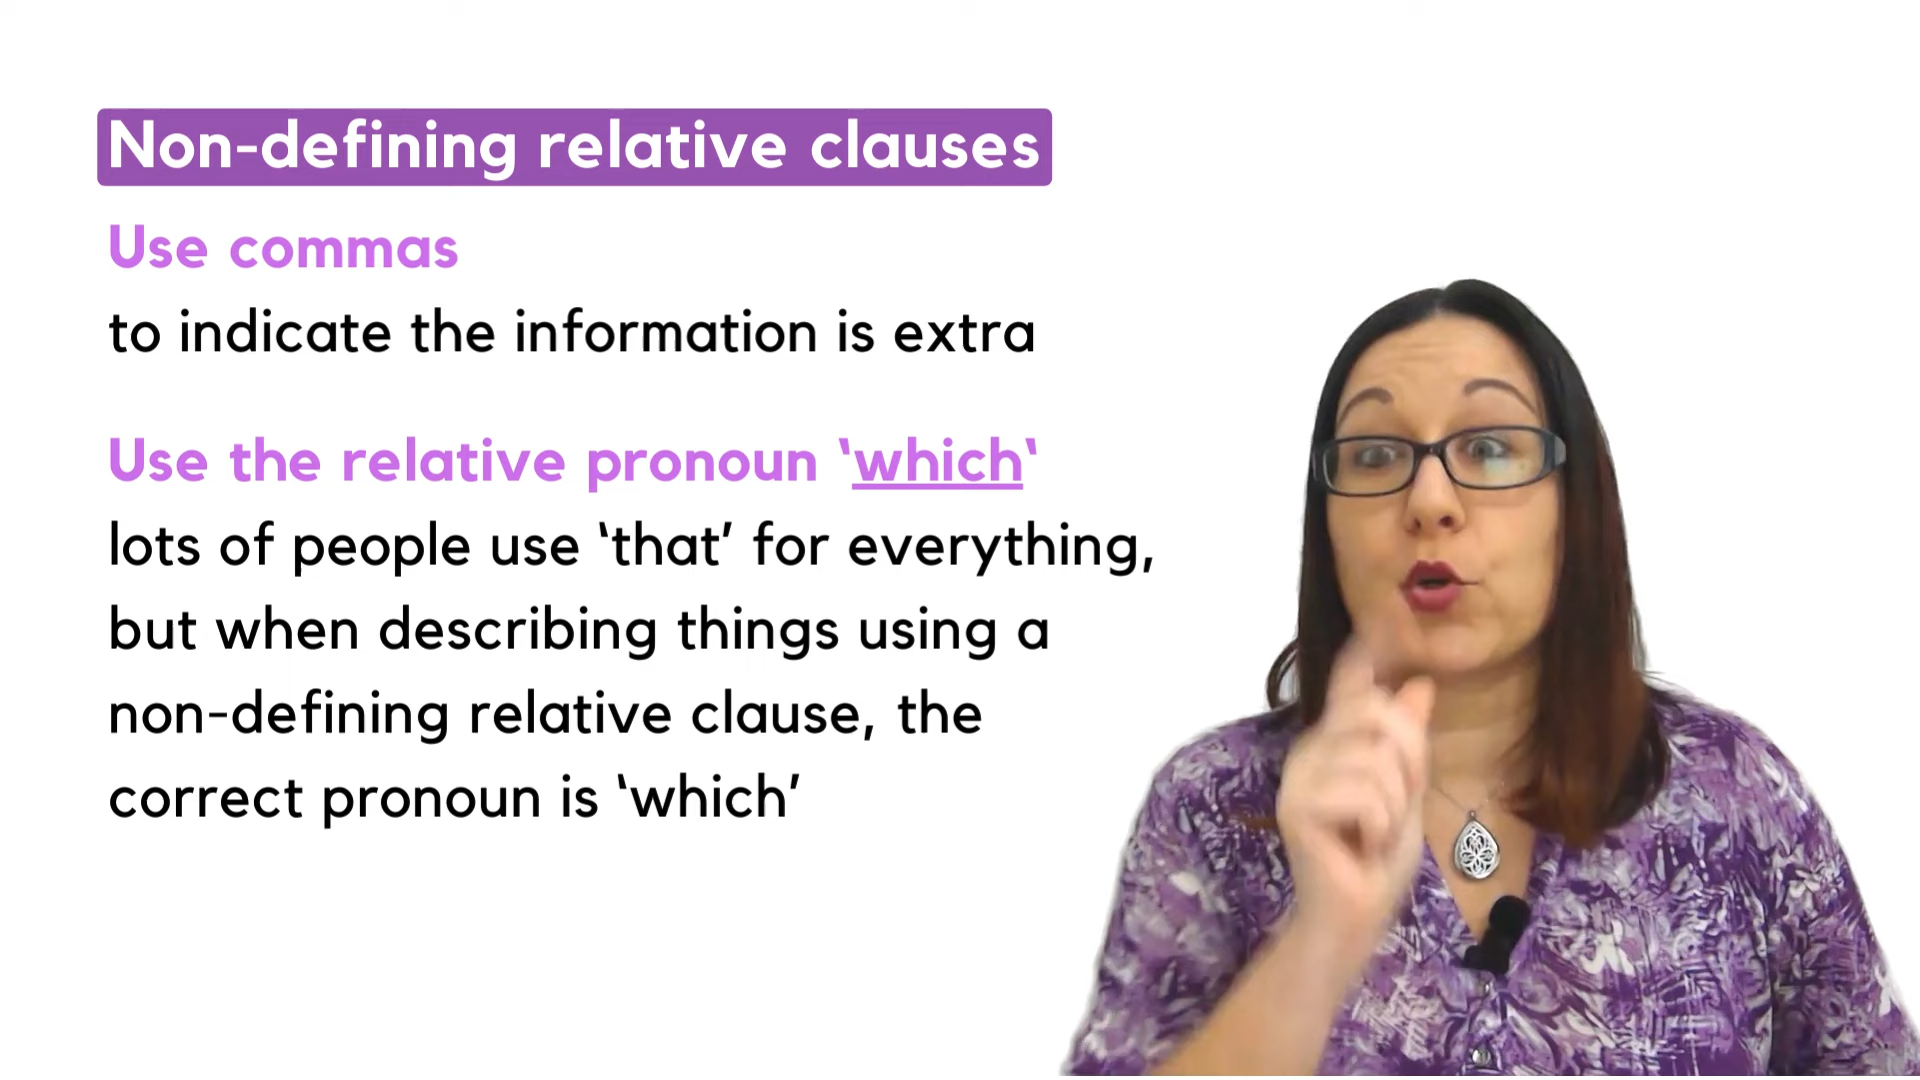 Non-defining relative clauses
Use commas
to indicate the information is extra
Use the relative pronoun ‘which‘
lots of people use ‘that’ for everything,
but when describing things using a
non-defining relative clause, the
correct pronoun is ‘which’